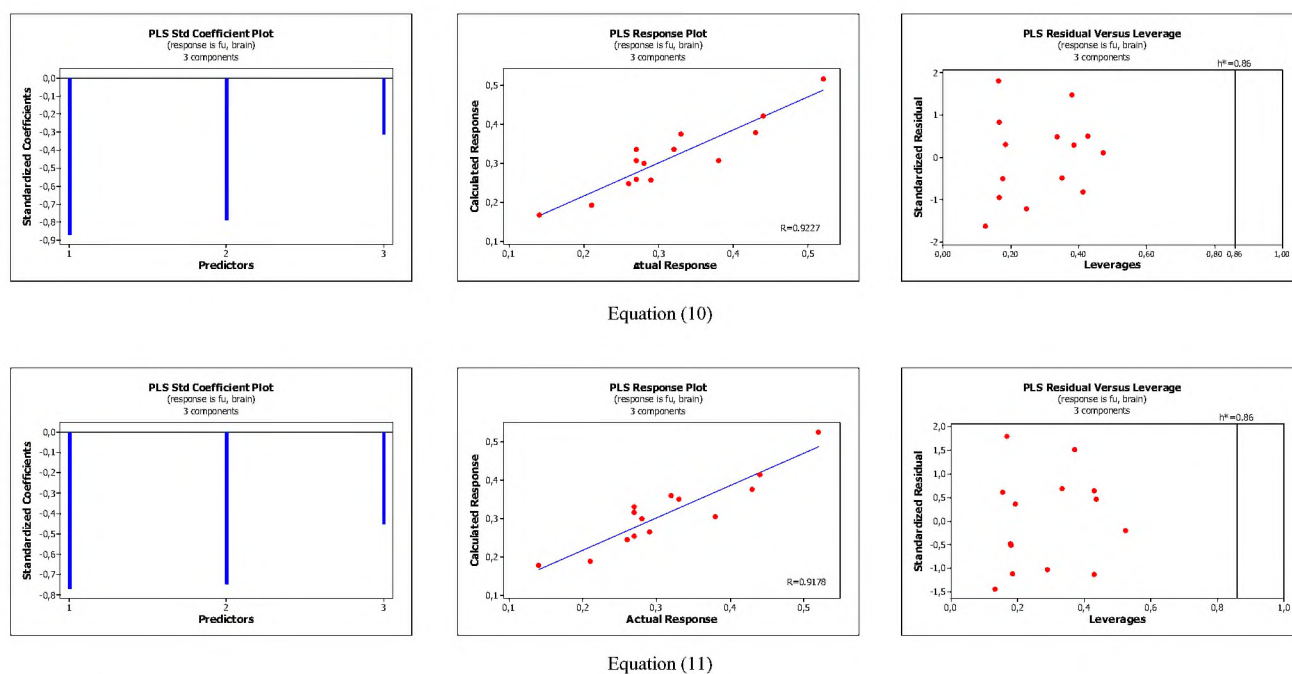 PLS Std Coefficient Plot
(response is fu, brain)
3 components
0,0
-0,1
-0,2
-0,3
-0,4
-0,5
-0,6
-0,7
-0,8
-0,9
Standardized Coefficients
1 2 3
Predictors
PLS Response Plot
(response is fu, brain)
3 components
0,5
0,4
0,3
0,2
0,1
Calculated Response
R=0.9227
0,1 0,2 0,3 0,4 0,5
Actual Response
PLS Residual Versus Leverage
(response is fu, brain)
3 components
h*=0.86
2
1
0
-1
-2
Standardized Residual
0,00 0,20 0,40 0,60 0,80 0,86 1,00
Leverages
Equation (10)
PLS Std Coefficient Plot
(response is fu, brain)
3 components
0,0
-0,1
-0,2
-0,3
-0,4
-0,5
-0,6
-0,7
-0,8
Standardized Coefficients
1 2 3
Predictors
PLS Response Plot
(response is fu, brain)
3 components
0,5
0,4
0,3
0,2
0,1
Calculated Response
R=0.9178
0,1 0,2 0,3 0,4 0,5
Actual Response
PLS Residual Versus Leverage
(response is fu, brain)
3 components
h*=0.86
2,0
1,5
1,0
0,5
0,0
-0,5
-1,0
-1,5
Standardized Residual
0,0 0,2 0,4 0,6 0,8 1,0
Leverages
Equation (11)